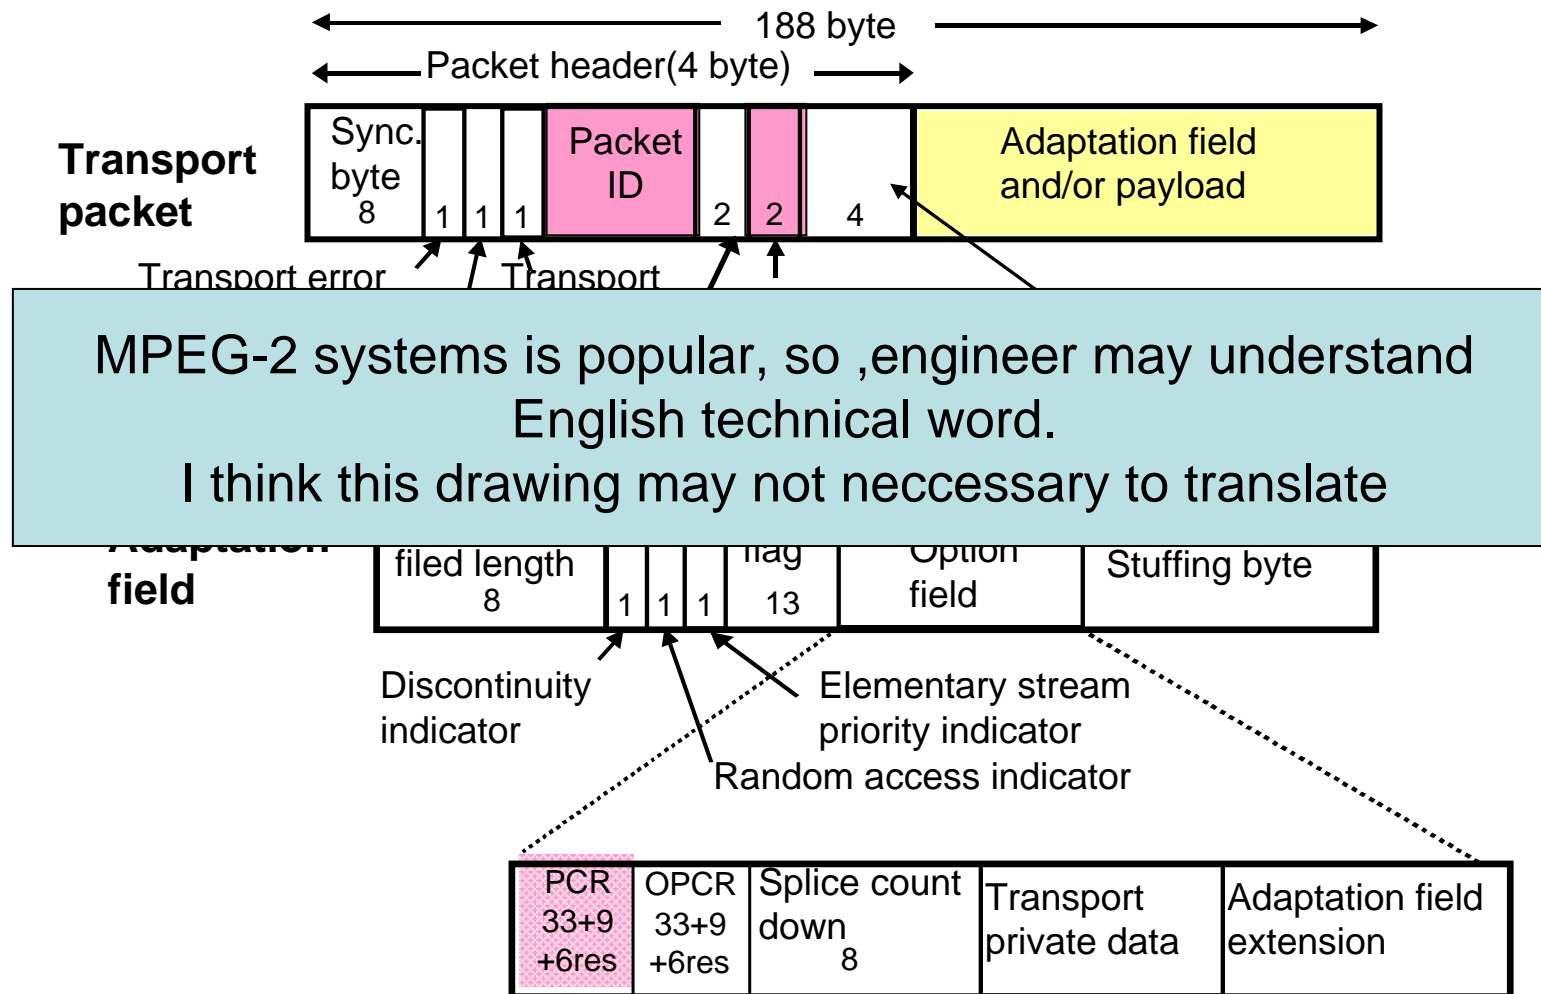 188 byte
Packet header(4 byte)
Transport
packet
Sync.
byte
8
1
1
1
Packet
ID
2
2
4
Adaptation field
and/or payload
Transport error
Transport
MPEG-2 systems is popular, so ,engineer may understand
English technical word.
I think this drawing may not neccessary to translate
Adaptation
field
filed length
8
1
1
1
flag
13
Option
field
Stuffing byte
Discontinuity
indicator
Elementary stream
priority indicator
Random access indicator
PCR
33+9
+6res
OPCR
33+9
+6res
Splice count
down
8
Transport
private data
Adaptation field
extension